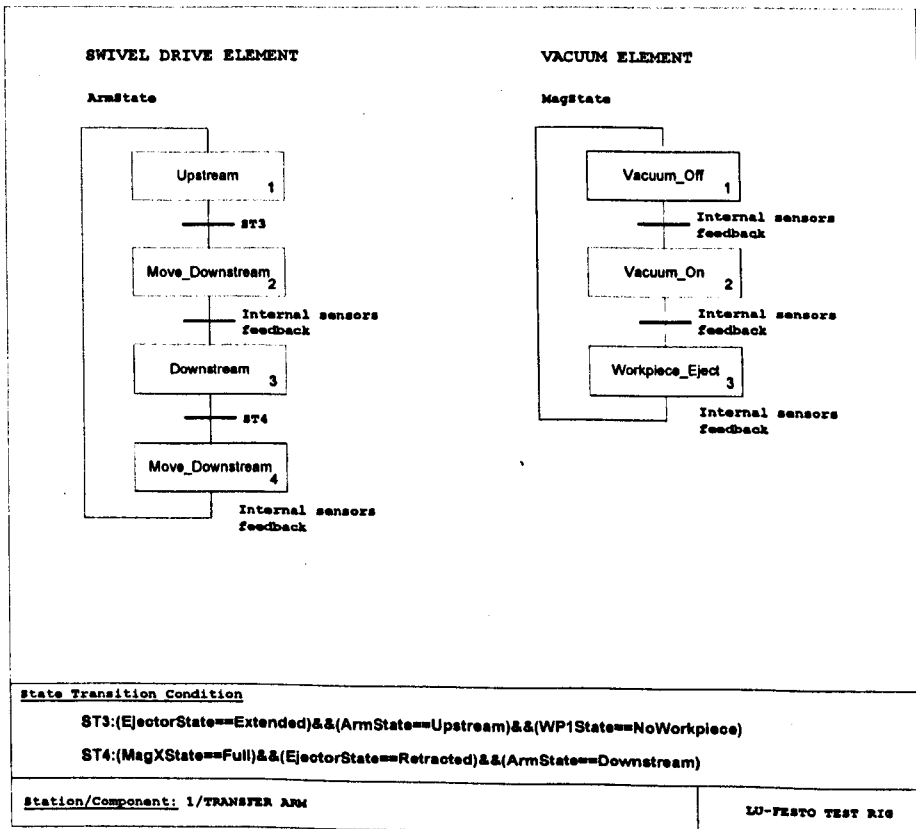 SWIVEL DRIVE ELEMENT
ArmState
Upstream
1
ST3
Move_Downstream
2
Internal sensors
feedback
Downstream
3
ST4
Move_Downstream
4
Internal sensors
feedback
VACUUM ELEMENT
MagState
Vacuum_Off
1
Internal sensors
feedback
Vacuum_On
2
Internal sensors
feedback
Workpiece_Eject
3
Internal sensors
feedback
State Transition Condition
ST3:(EjectorState==Extended)&&(ArmState==Upstream)&&(WP1State==NoWorkpiece)
ST4:(MagXState==Full)&&(EjectorState==Retracted)&&(ArmState==Downstream)
Station/Component: 1/TRANSFER ARM
LU-FESTO TEST RIG